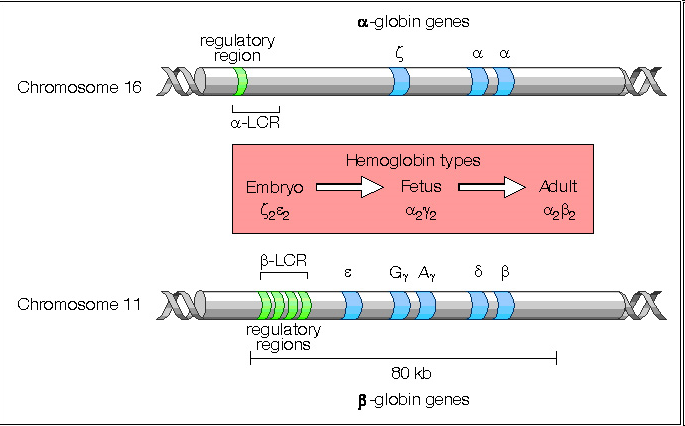 α-globin genes
regulatory
region
ζ α α
Chromosome 16
α-LCR
Hemoglobin types
Embryo Fetus Adult
ζ2ε2 α2γ2 α2β2
β-LCR
ε Gγ Aγ δ β
Chromosome 11
regulatory
regions
80 kb
β-globin genes